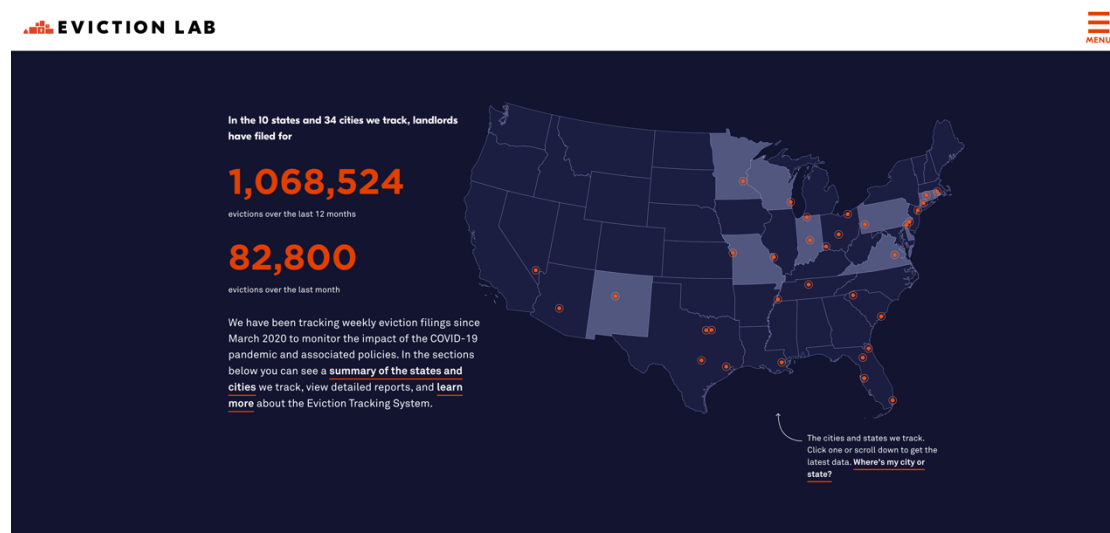 EVICTION LAB
MENU
In the 10 states and 34 cities we track, landlords
have filed for
1,068,524
evictions over the last 12 months
82,800
evictions over the last month
We have been tracking weekly eviction filings since
March 2020 to monitor the impact of the COVID-19
pandemic and associated policies. In the sections
below you can see a summary of the states and
cities we track, view detailed reports, and learn
more about the Eviction Tracking System.
The cities and states we track.
Click one or scroll down to get the
latest data. Where's my city or
state?